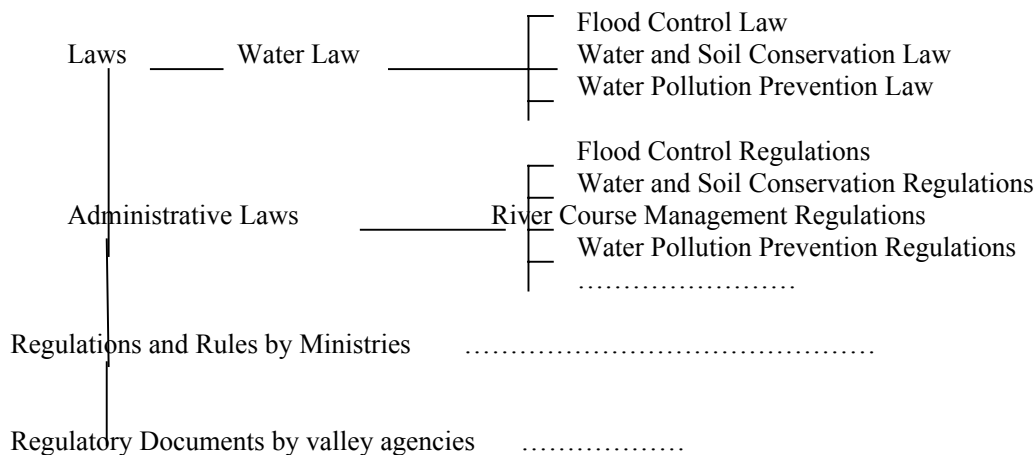 Flood Control Law
Laws Water Law Water and Soil Conservation Law
Water Pollution Prevention Law
Flood Control Regulations
Water and Soil Conservation Regulations
Administrative Laws River Course Management Regulations
Water Pollution Prevention Regulations
……………………
Regulations and Rules by Ministries ………………………………………
Regulatory Documents by valley agencies ………………